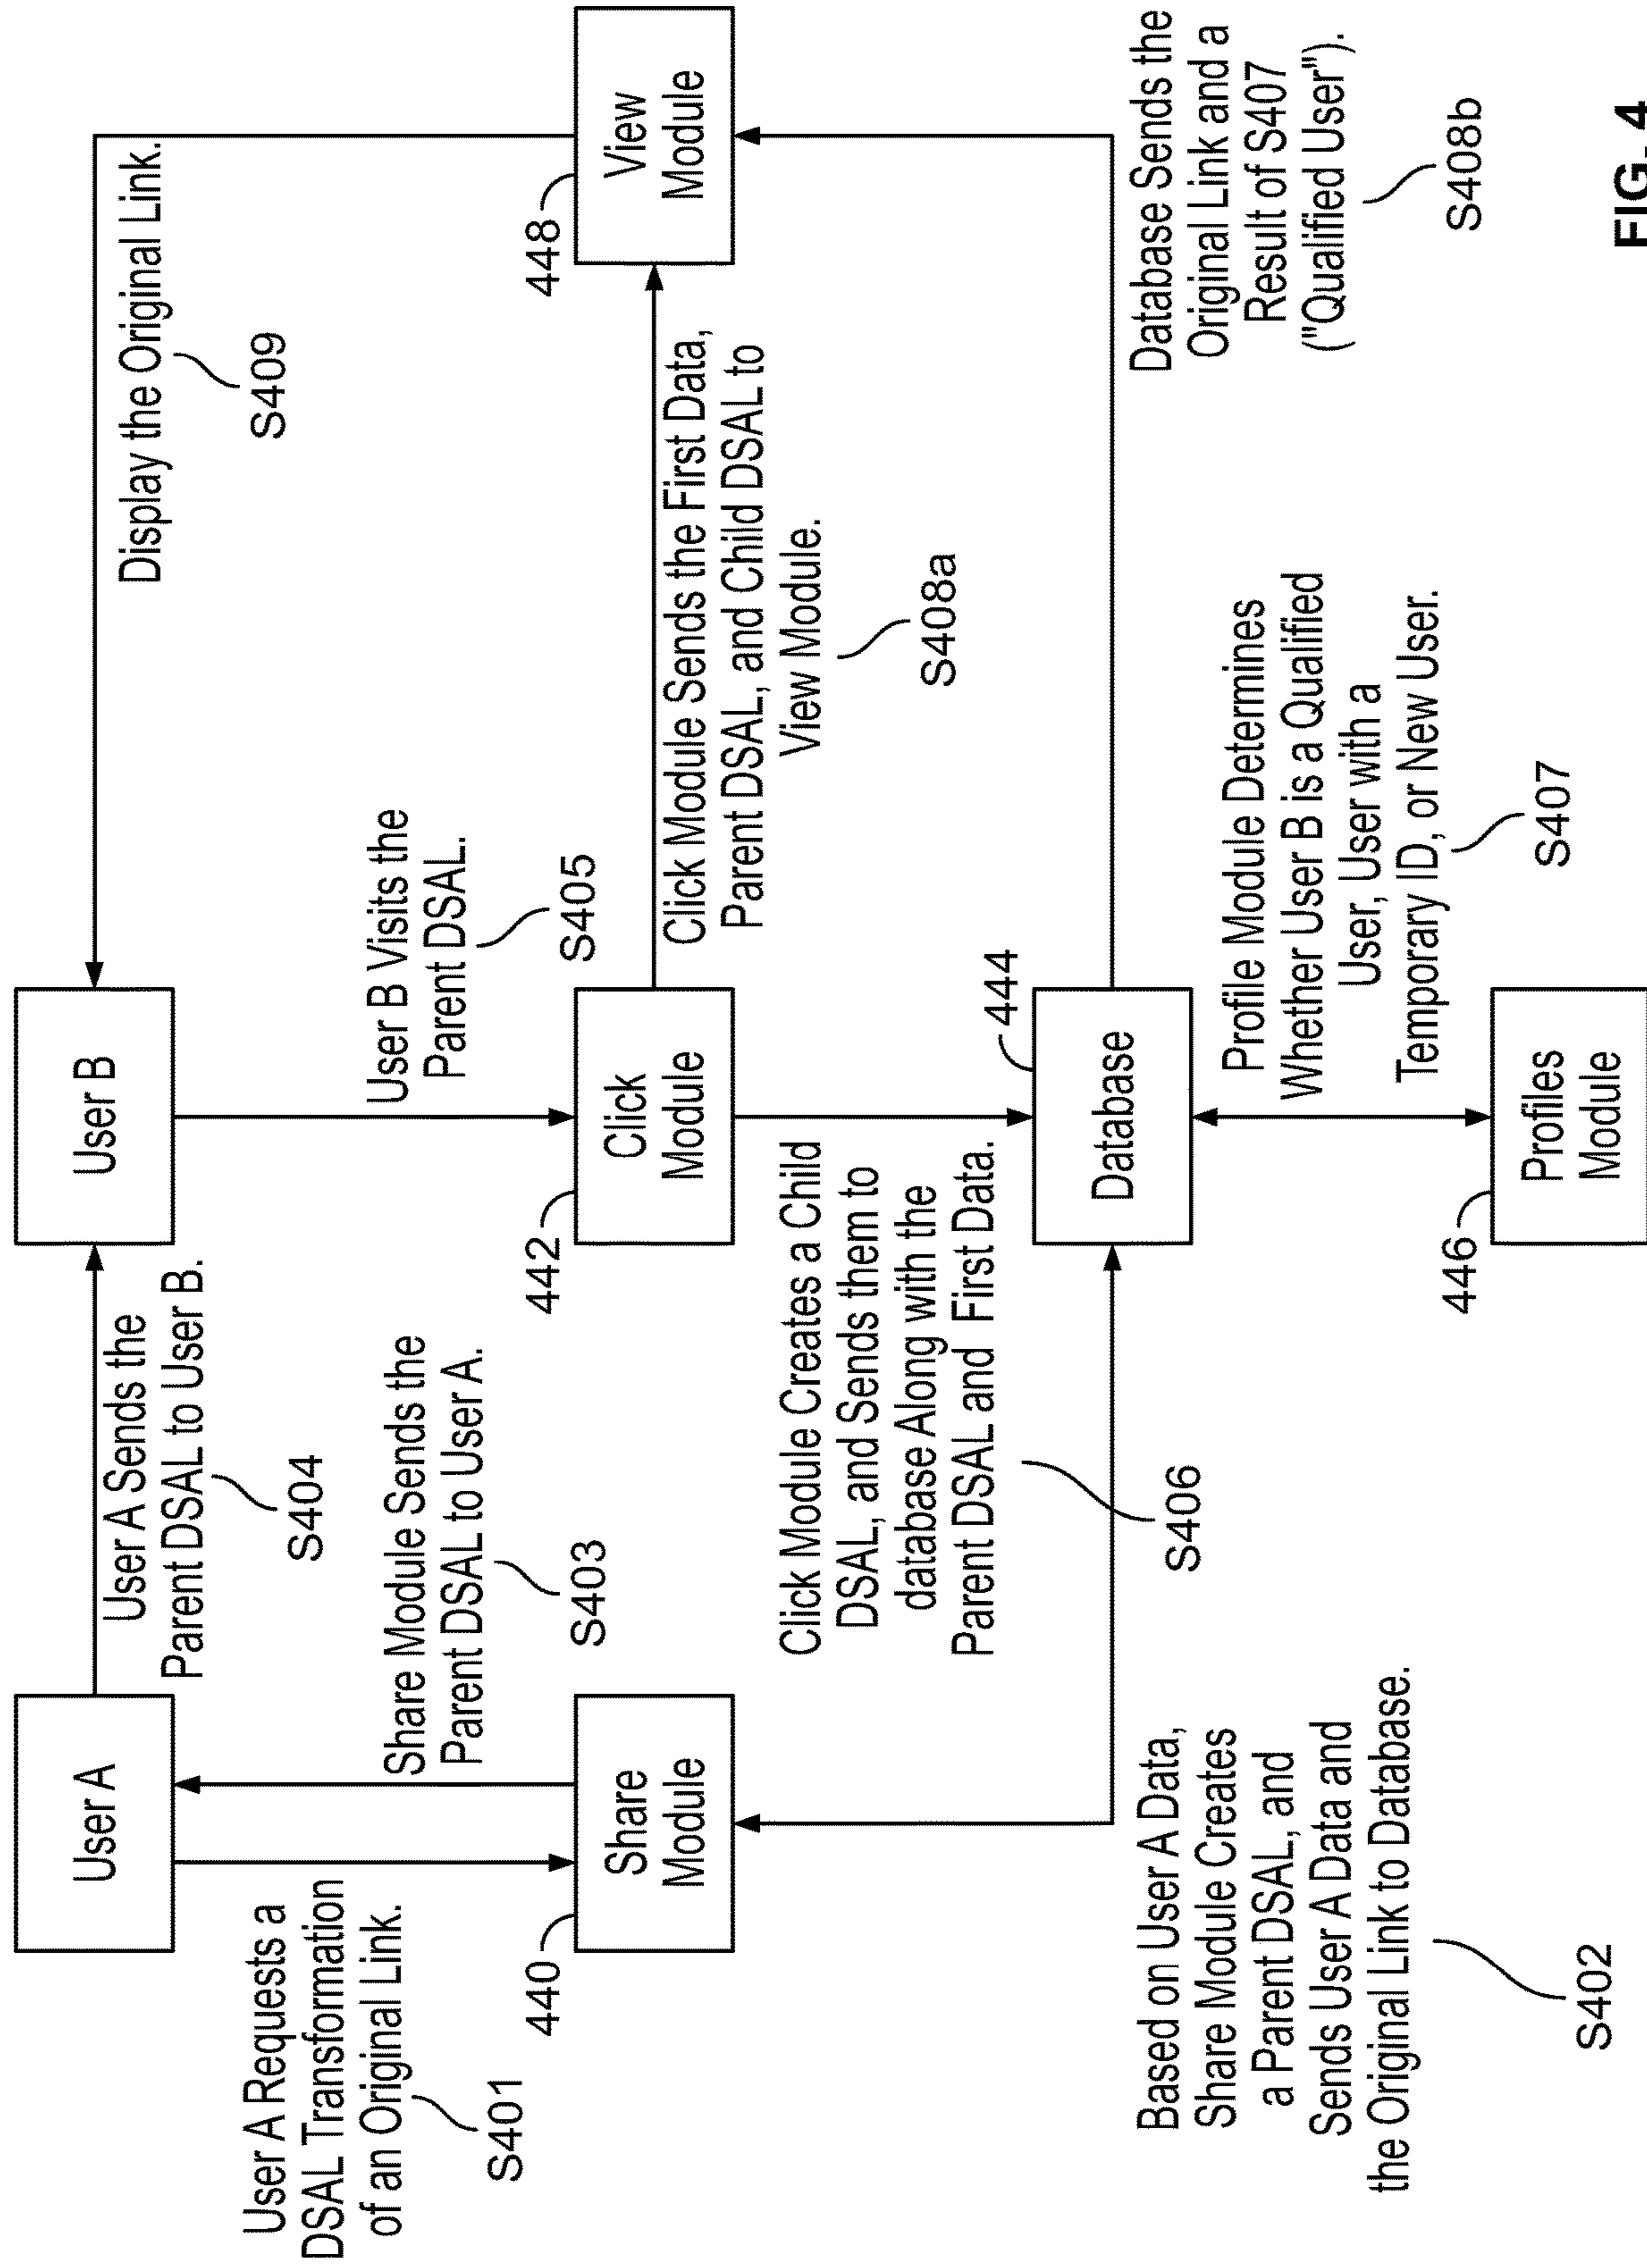 User A
User B
User A Sends the
Parent DSAL to User B.
S404
Display the Original Link.
S409
User A Requests a
DSAL Transformation
of an Original Link.
S401
Share Module Sends the
Parent DSAL to User A.
S403
User B Visits the
Parent DSAL.
S405
440
Share
Module
442
Click
Module
448
View
Module
Click Module Sends the First Data,
Parent DSAL, and Child DSAL to
View Module.
S408a
Click Module Creates a Child
DSAL, and Sends them to
database Along with the
Parent DSAL and First Data.
S406
444
Database
Based on User A Data,
Share Module Creates
a Parent DSAL, and
Sends User A Data and
the Original Link to Database.
S402
Profile Module Determines
Whether User B is a Qualified
User, User with a
Temporary ID, or New User.
S407
Database Sends the
Original Link and a
Result of S407
("Qualified User").
S408b
446
Profiles
Module
FIG. 4